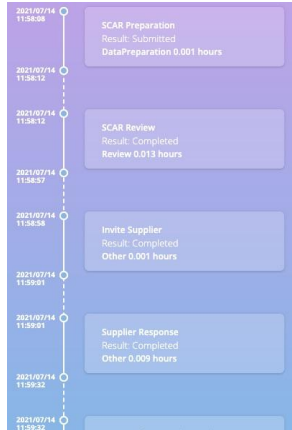 2021/07/14
11:58:08
SCAR Preparation
Result: Submitted
DataPreparation 0.001 hours
2021/07/14
11:58:12
2021/07/14
11:58:12
SCAR Review
Result: Completed
Review 0.013 hours
2021/07/14
11:58:57
2021/07/14
11:58:58
Invite Supplier
Result: Completed
Other 0.001 hours
2021/07/14
11:59:01
2021/07/14
11:59:01
Supplier Response
Result: Completed
Other 0.009 hours
2021/07/14
11:59:32
2021/07/14
11:59:32